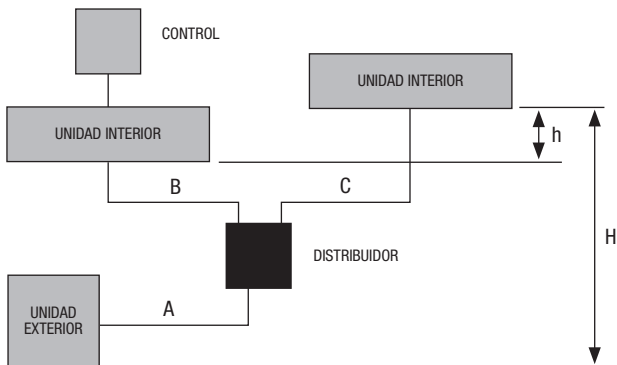 CONTROL
UNIDAD INTERIOR
UNIDAD INTERIOR
h
B
C
H
DISTRIBUIDOR
UNIDAD
EXTERIOR
A